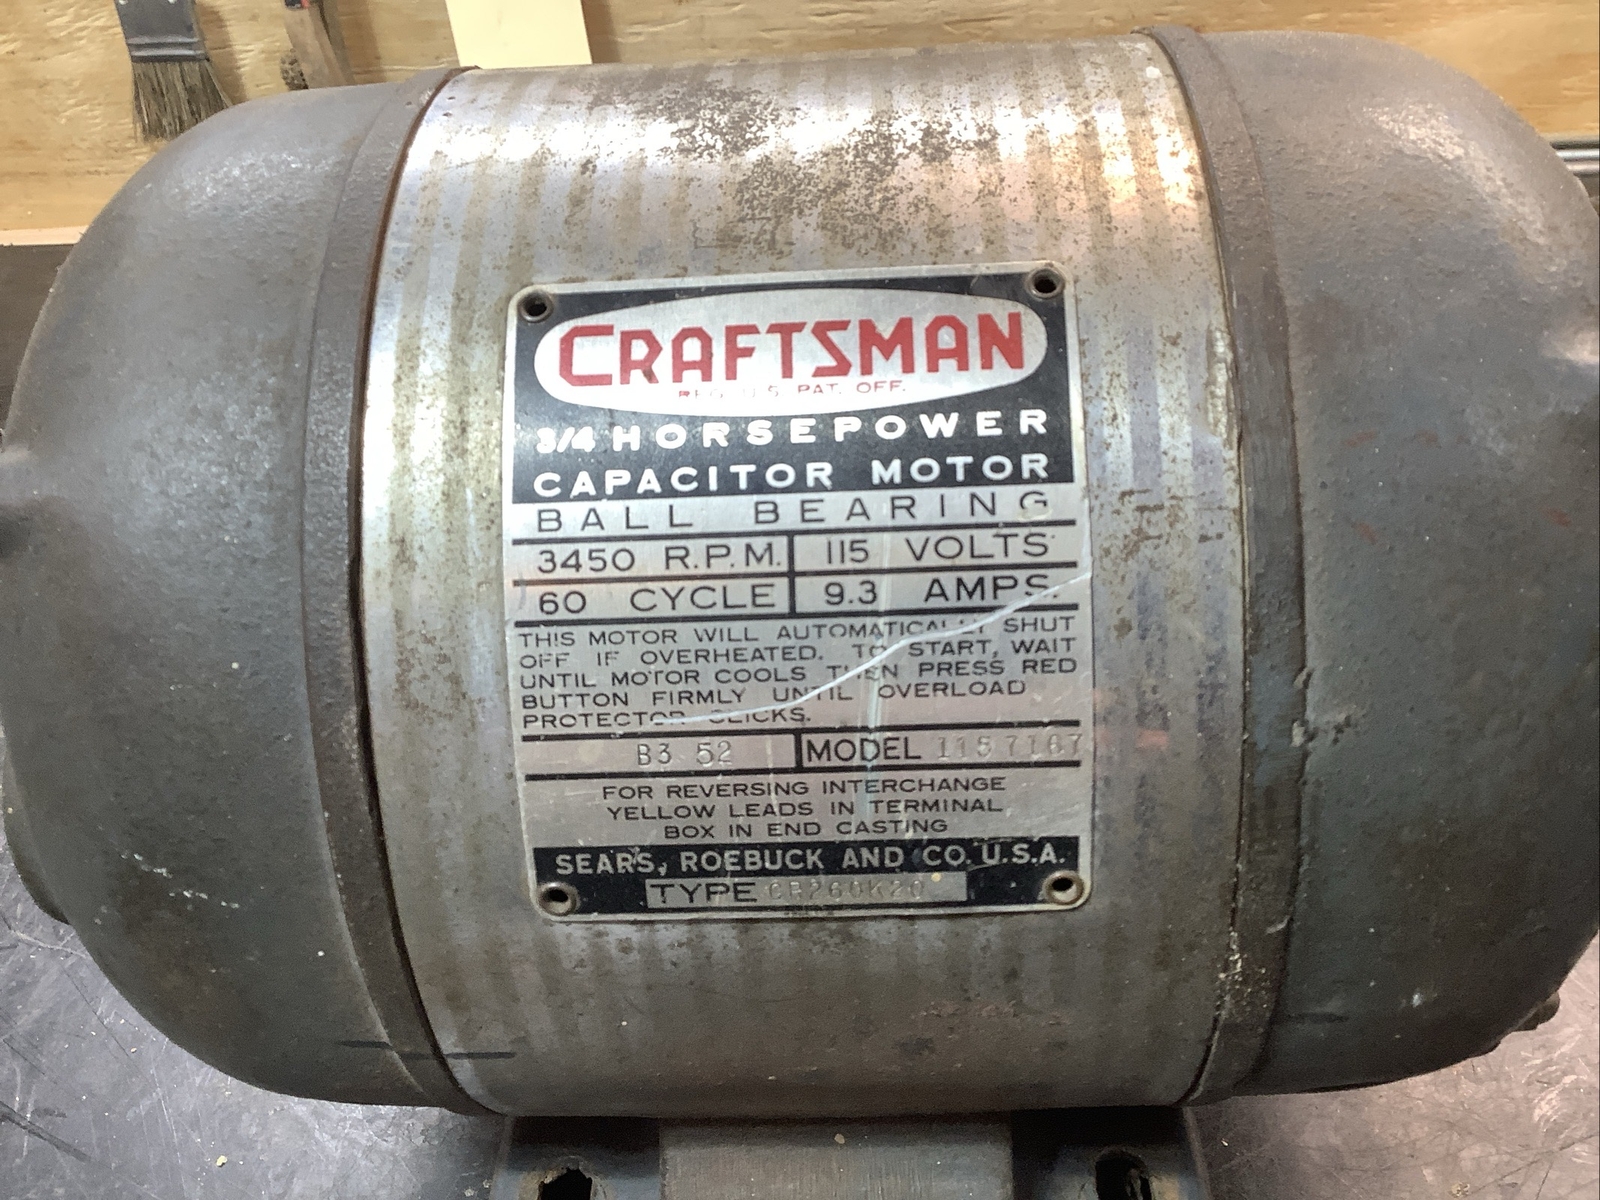 CRAFTSMAN
REG. U.S. PAT. OFF.
3/4 HORSEPOWER
CAPACITOR MOTOR
BALL BEARING
3450 R.P.M. 115 VOLTS
60 CYCLE 9.3 AMPS.
THIS MOTOR WILL AUTOMATICALLY SHUT
OFF IF OVERHEATED. TO START, WAIT
UNTIL MOTOR COOLS THEN PRESS RED
BUTTON FIRMLY UNTIL OVERLOAD
PROTECTOR CLICKS.
B3 52 MODEL 115 7167
FOR REVERSING INTERCHANGE
YELLOW LEADS IN TERMINAL
BOX IN END CASTING
SEARS, ROEBUCK AND CO. U.S.A.
TYPE